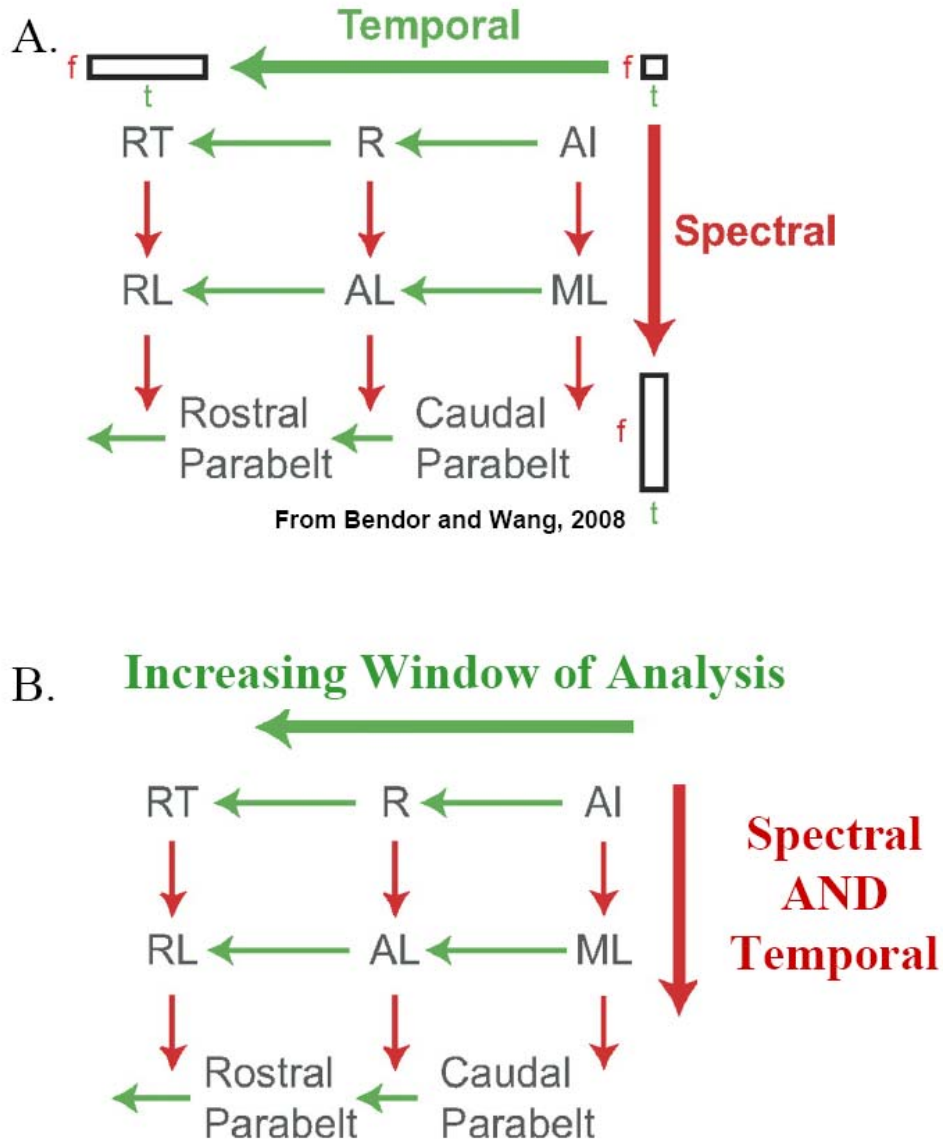 A.
Temporal
f
t
f
t
RT R AI
Spectral
RL AL ML
Rostral Caudal
Parabelt Parabelt
f
t
From Bendor and Wang, 2008
B.
Increasing Window of Analysis
RT R AI
Spectral
AND
Temporal
RL AL ML
Rostral Caudal
Parabelt Parabelt